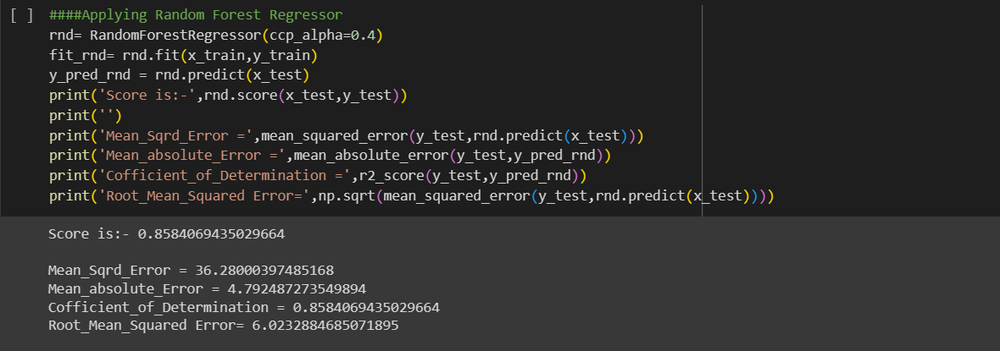 [ ] ####Applying Random Forest Regressor
rnd= RandomForestRegressor(ccp_alpha=0.4)
fit_rnd= rnd.fit(x_train,y_train)
y_pred_rnd = rnd.predict(x_test)
print('Score is:-',rnd.score(x_test,y_test))
print('')
print('Mean_Sqrd_Error =',mean_squared_error(y_test,rnd.predict(x_test)))
print('Mean_absolute_Error =',mean_absolute_error(y_test,y_pred_rnd))
print('Cofficient_of_Determination =',r2_score(y_test,y_pred_rnd))
print('Root_Mean_Squared Error=',np.sqrt(mean_squared_error(y_test,rnd.predict(x_test))))
Score is:- 0.8584069435029664
Mean_Sqrd_Error = 36.28000397485168
Mean_absolute_Error = 4.792487273549894
Cofficient_of_Determination = 0.8584069435029664
Root_Mean_Squared Error= 6.0232884685071895